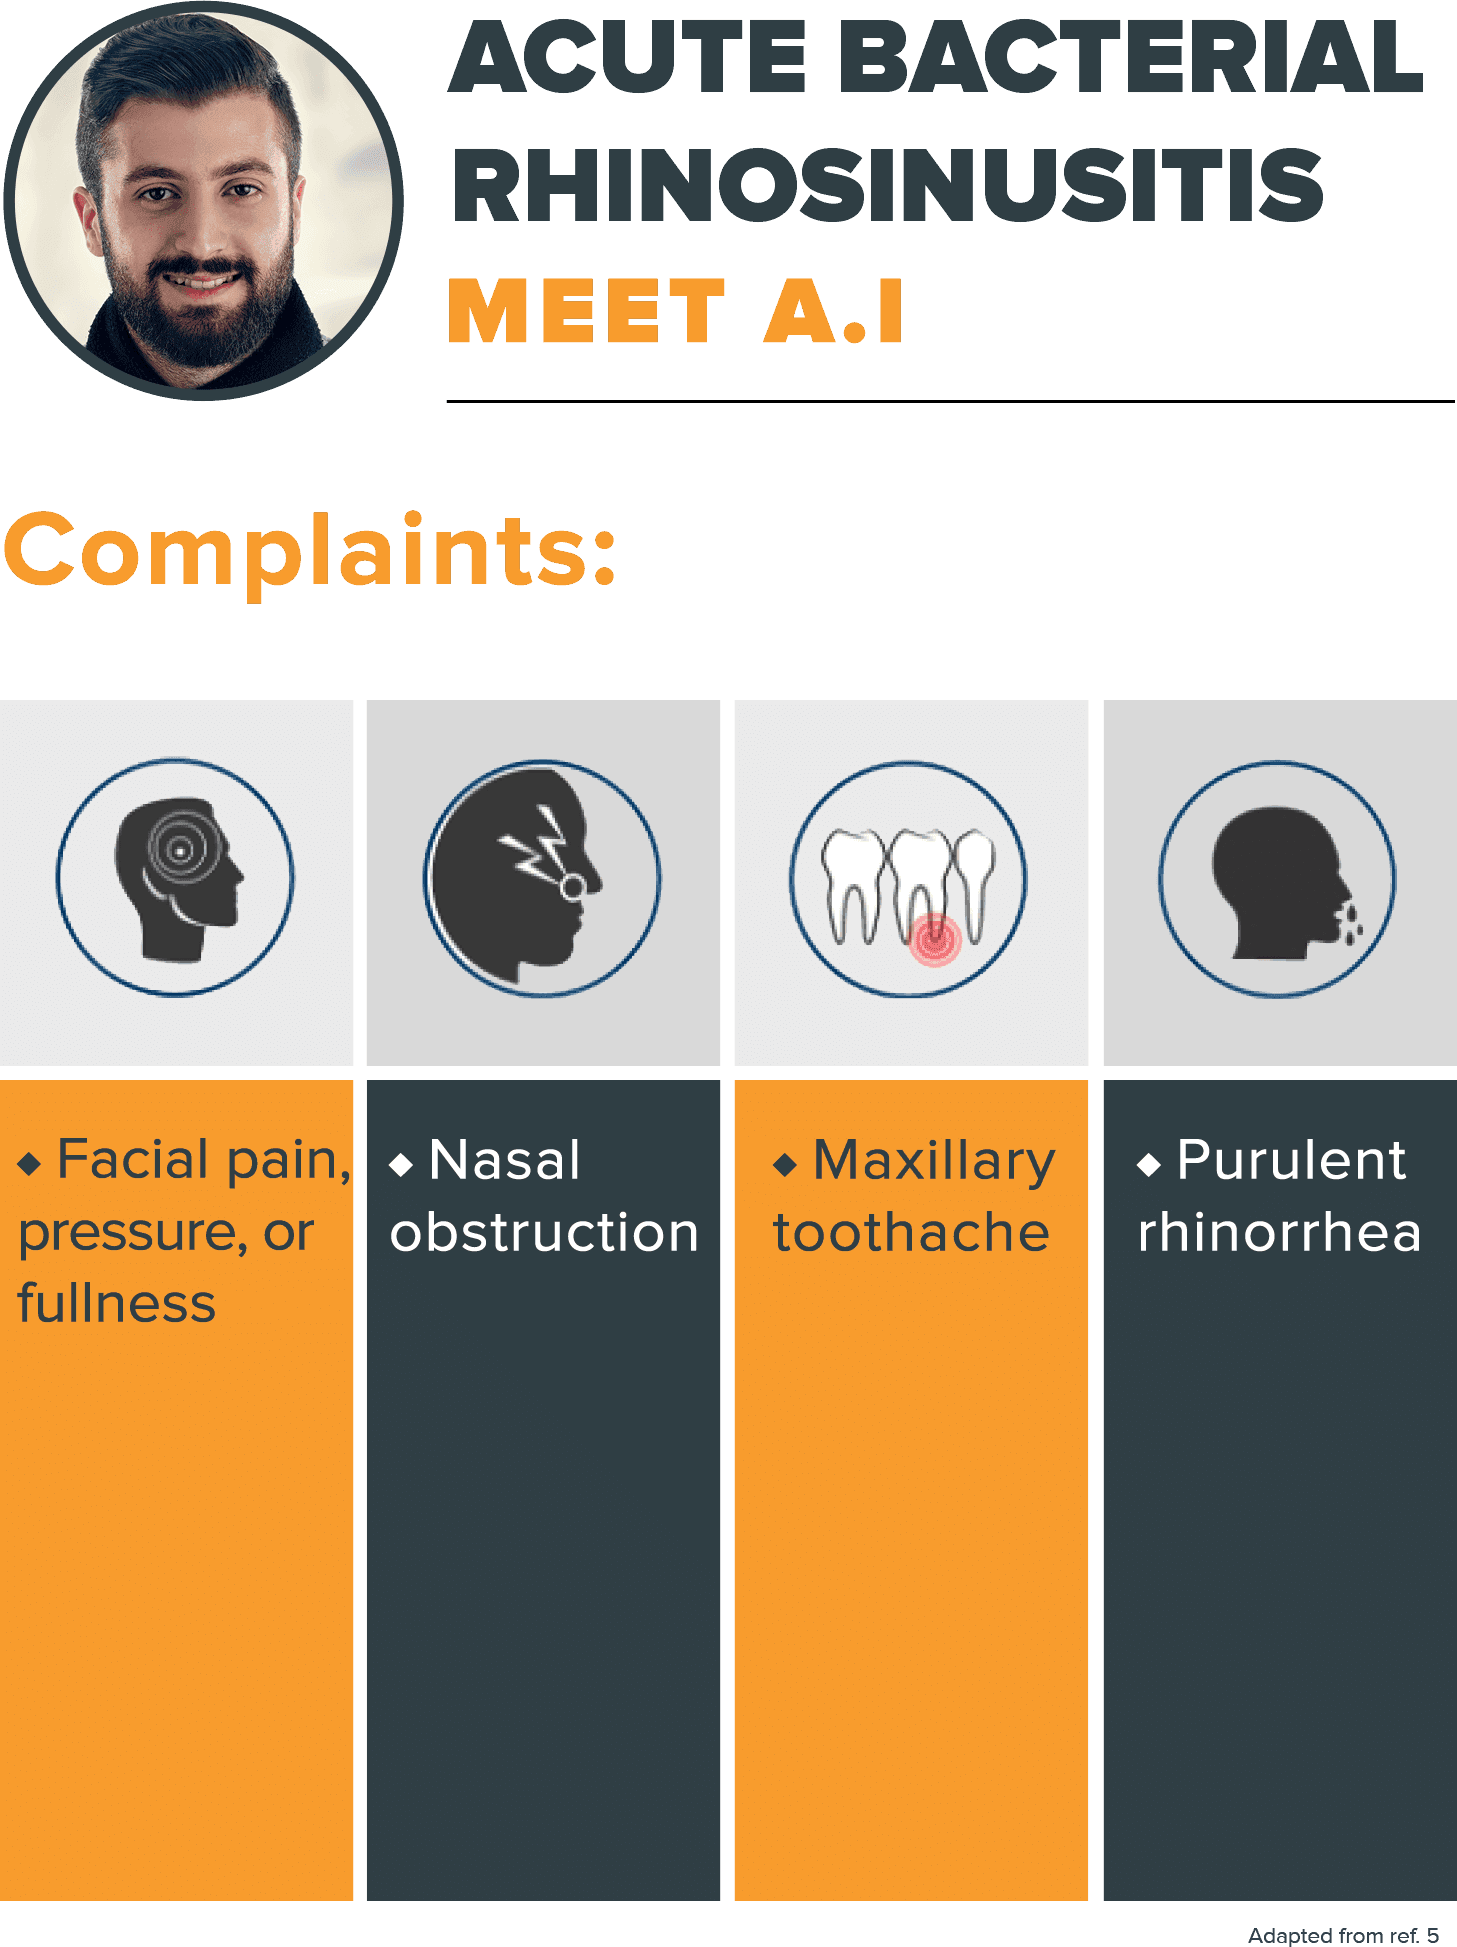 ACUTE BACTERIAL
RHINOSINUSITIS
MEET A.I
Complaints:
◆ Facial pain,
pressure, or
fullness
◆ Nasal
obstruction
◆ Maxillary
toothache
◆ Purulent
rhinorrhea
Adapted from ref. 5